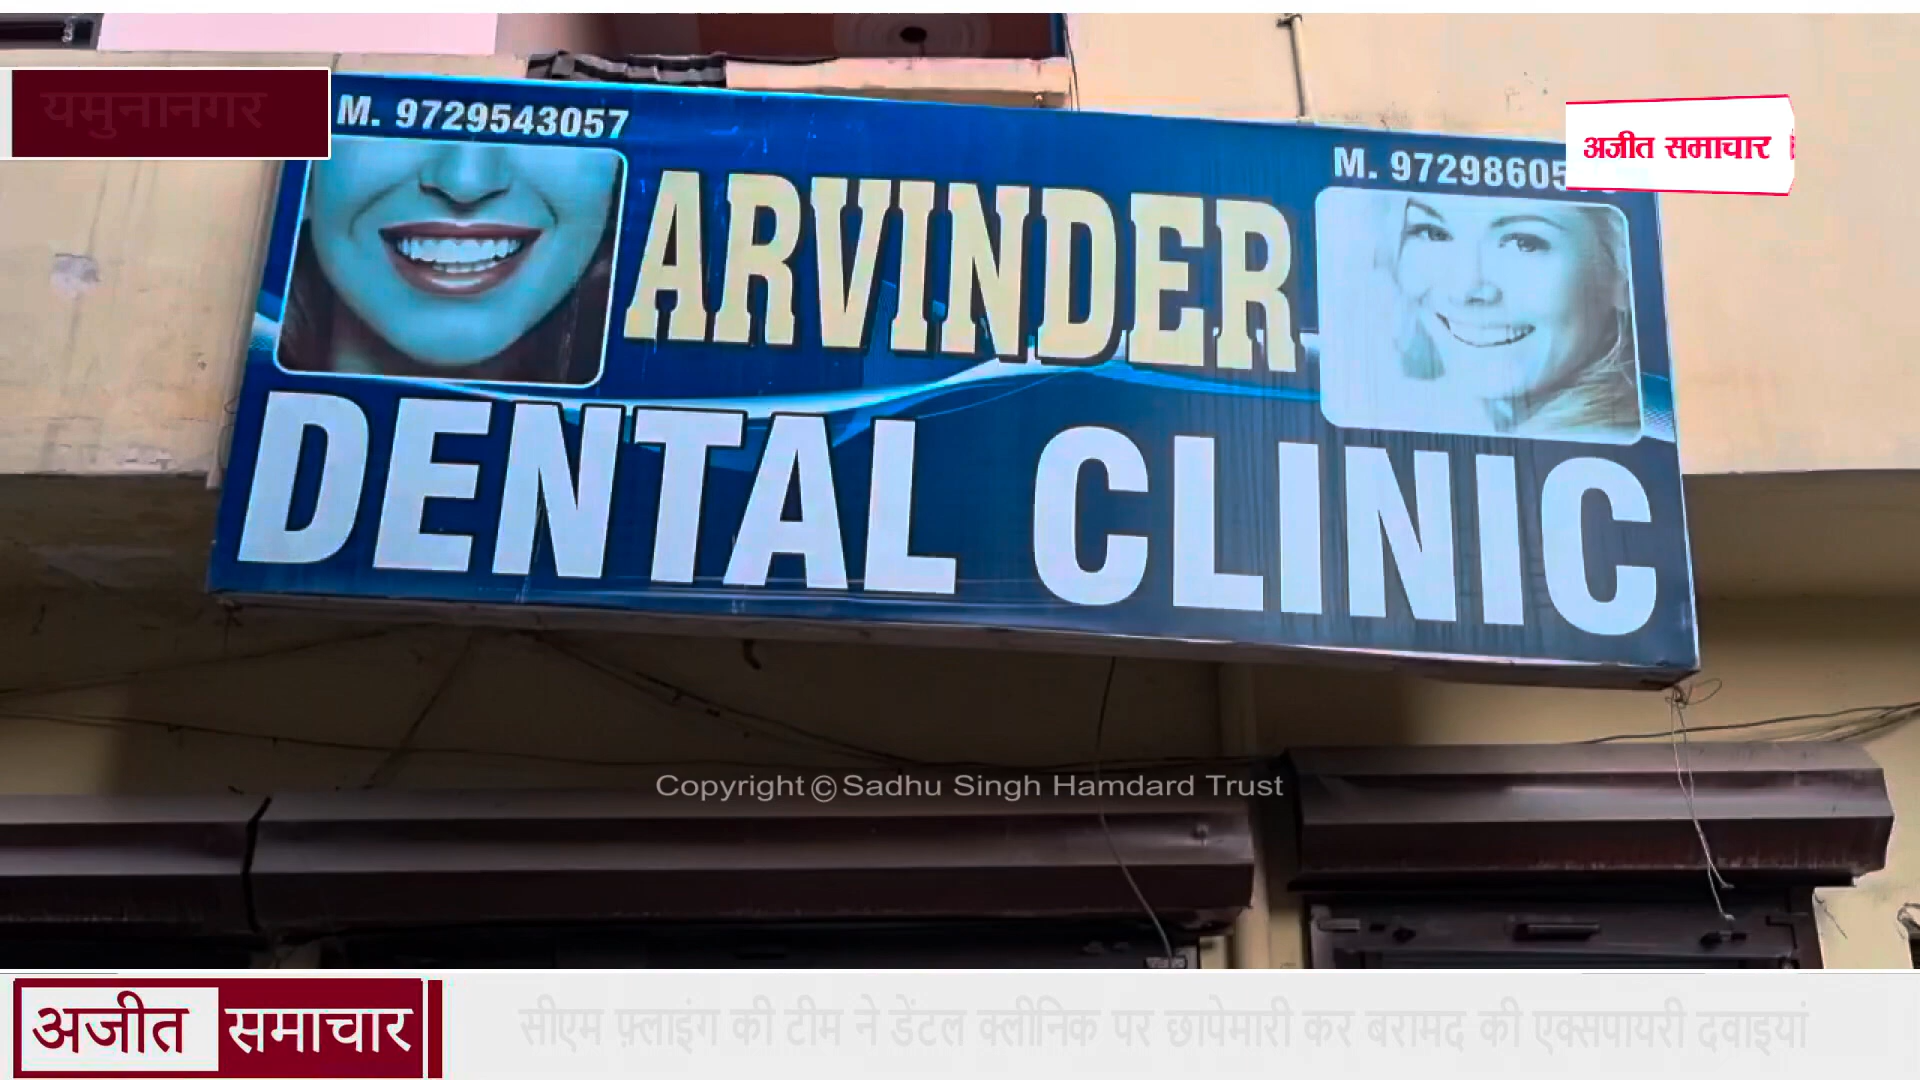 यमुनानगर
M. 9729543057
अजीत समाचार
M. 9729860
ARVINDER
DENTAL CLINIC
Copyright © Sadhu Singh Hamdard Trust
अजीत समाचार
सीएम फ़्लाइंग की टीम ने डेंटल क्लीनिक पर छापेमारी कर बरामद की एक्सपायरी दवाइयां